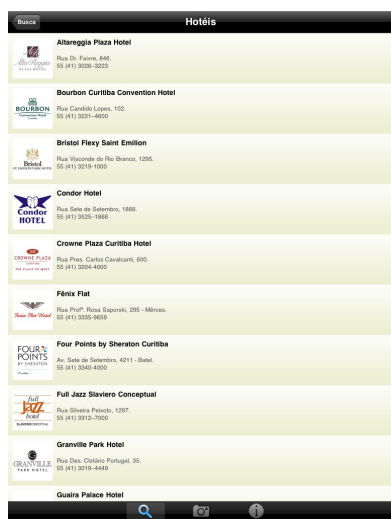 Busca
Hotéis
Altareggia Plaza Hotel
Rua Dr. Faivre, 846.
55 (41) 3026-3223
Bourbon Curitiba Convention Hotel
BOURBON
Convention Hotel
Rua Candido Lopes, 102.
55 (41) 3221-4600
Bristol Flexy Saint Emilion
Bristol
Rua Visconde do Rio Branco, 1295.
55 (41) 3219-1000
Condor Hotel
Condor
HOTEL
Rua Sete de Setembro, 1866.
55 (41) 3525-1866
Crowne Plaza Curitiba Hotel
CROWNE PLAZA
THE PLACE TO MEET.
Rua Pres. Carlos Cavalcanti, 600.
55 (41) 3204-4000
Fênix Flat
Fenix Flat Hotel
Rua Profª. Rosa Saporski, 295 - Mêrces.
55 (41) 3335-9659
Four Points by Sheraton Curitiba
FOUR
POINTS
BY SHERATON
Av. Sete de Setembro, 4211 - Batel.
55 (41) 3340-4000
Full Jazz Slaviero Conceptual
full
jazz
hotel
SLAVIERO CONCEPTUAL
Rua Silveira Peixoto, 1297.
55 (41) 3312-7000
Granville Park Hotel
GRANVILLE
PARK HOTEL
Rua Des. Clotário Portugal, 35.
55 (41) 3019-4449
Guaira Palace Hotel